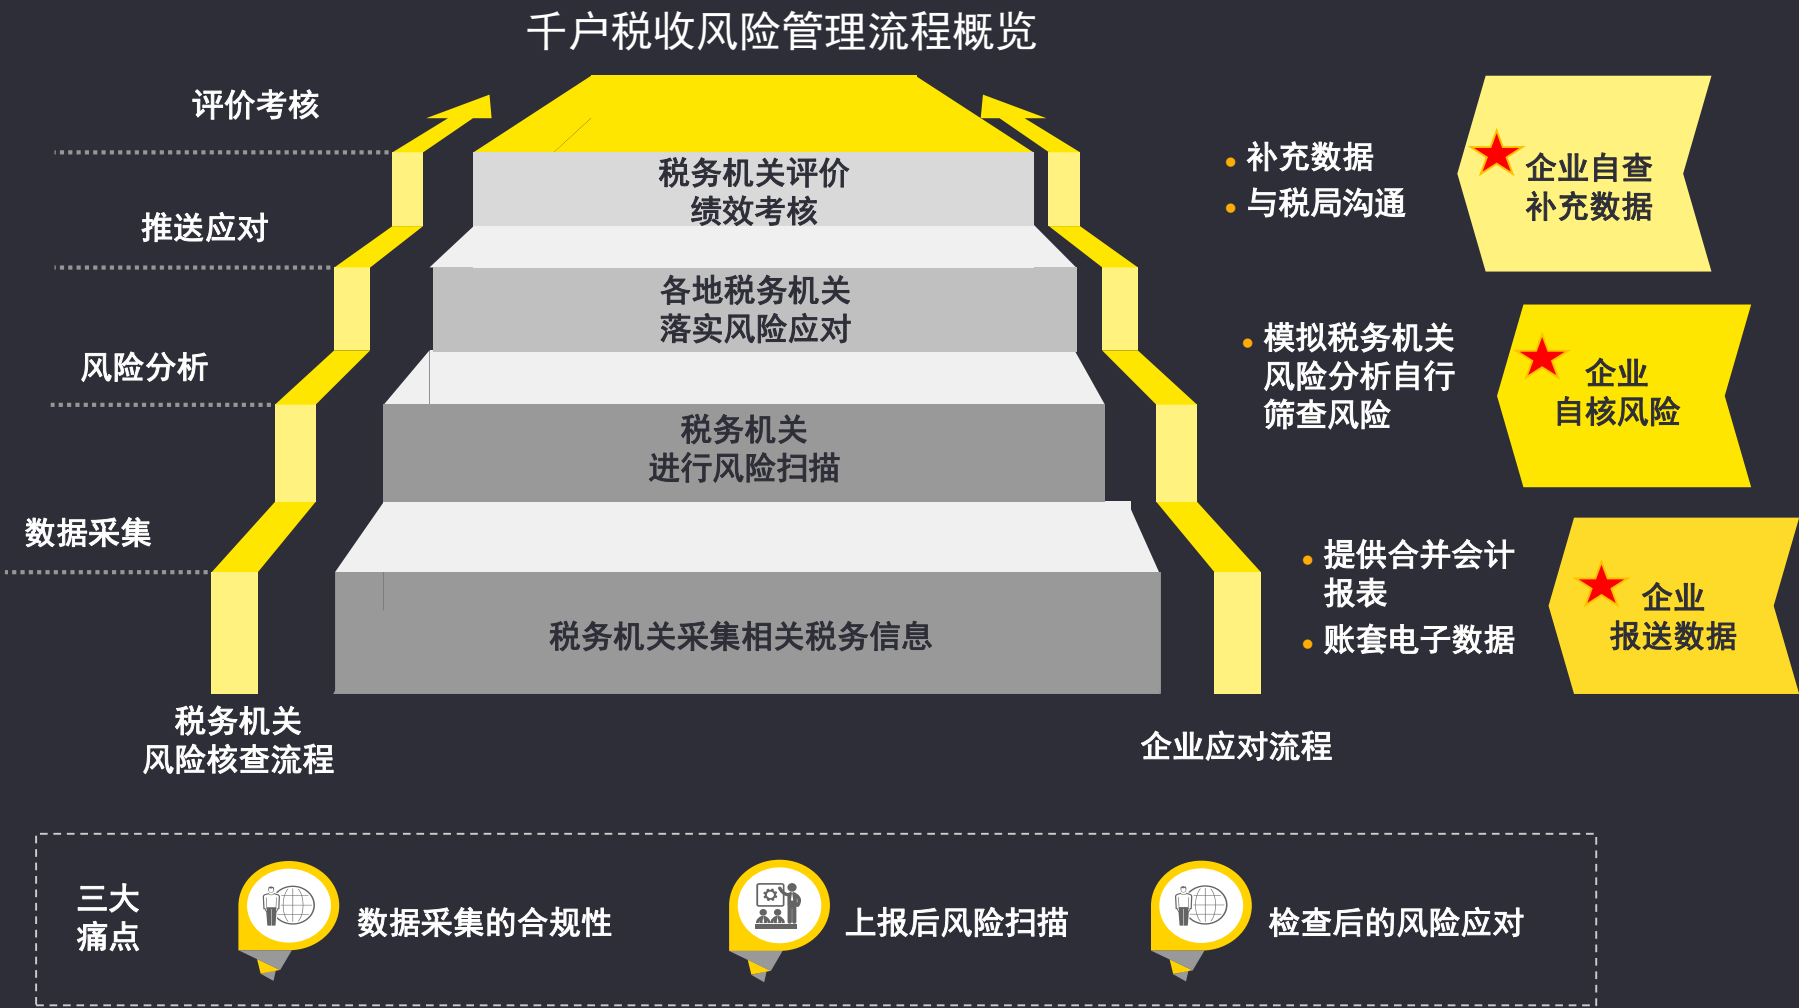 千户税收风险管理流程概览
评价考核
推送应对
风险分析
数据采集
税务机关评价
绩效考核
各地税务机关
落实风险应对
税务机关
进行风险扫描
税务机关采集相关税务信息
税务机关
风险核查流程
企业应对流程
补充数据
与税局沟通
企业自查
补充数据
模拟税务机关
风险分析自行
筛查风险
企业
自核风险
提供合并会计
报表
账套电子数据
企业
报送数据
三大
痛点
数据采集的合规性
上报后风险扫描
检查后的风险应对